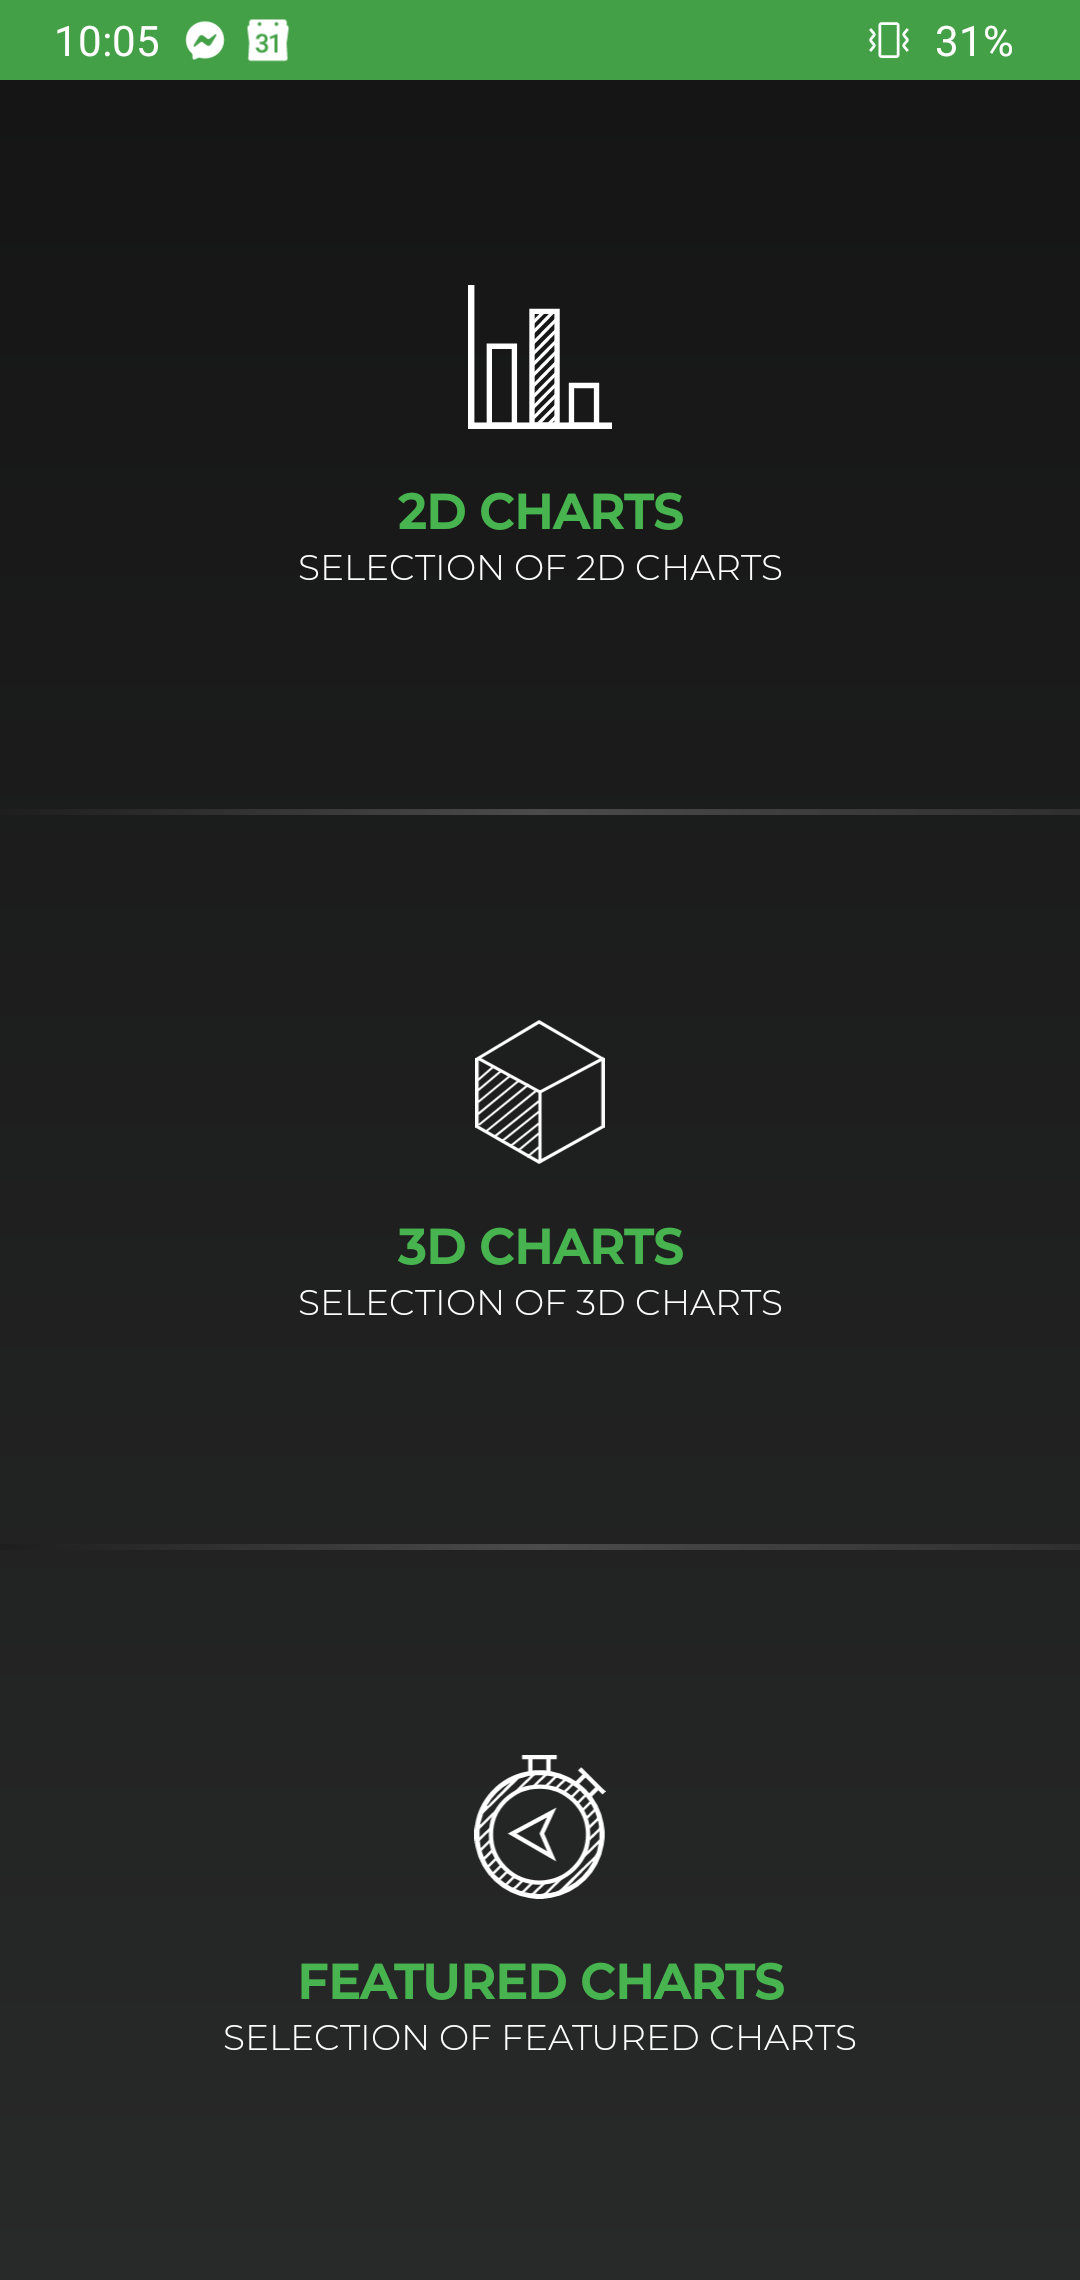 10:05 31 31%
2D CHARTS
SELECTION OF 2D CHARTS
3D CHARTS
SELECTION OF 3D CHARTS
FEATURED CHARTS
SELECTION OF FEATURED CHARTS